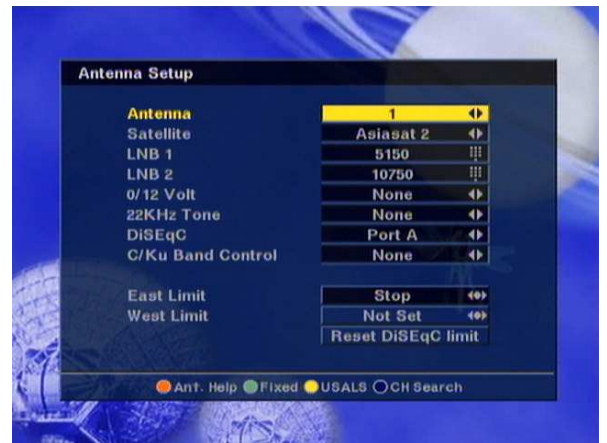 Antenna Setup
Antenna 1
Satellite Asiasat 2
LNB 1 5150
LNB 2 10750
0/12 Volt None
22KHz Tone None
DiSEqC Port A
C/Ku Band Control None
East Limit Stop
West Limit Not Set
Reset DiSEqC limit
Ant. Help Fixed USALS CH Search